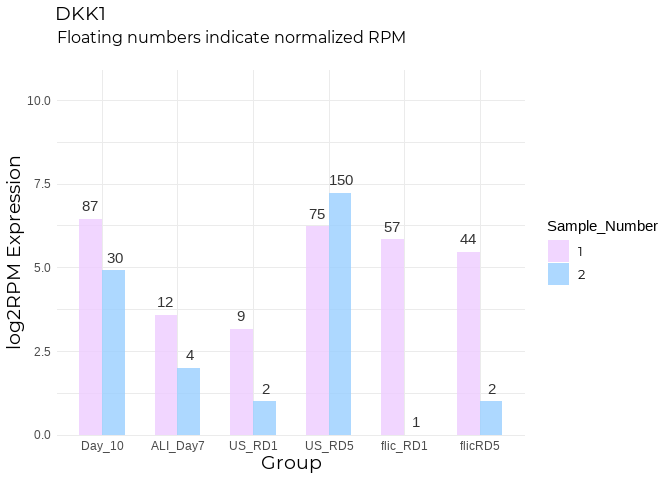 DKK1
Floating numbers indicate normalized RPM
log2RPM Expression
10.0
7.5
5.0
2.5
0.0
87
30
12
4
9
2
75
150
57
1
44
2
Day_10
ALI_Day7
US_RD1
US_RD5
flic_RD1
flicRD5
Group
Sample_Number
1
2